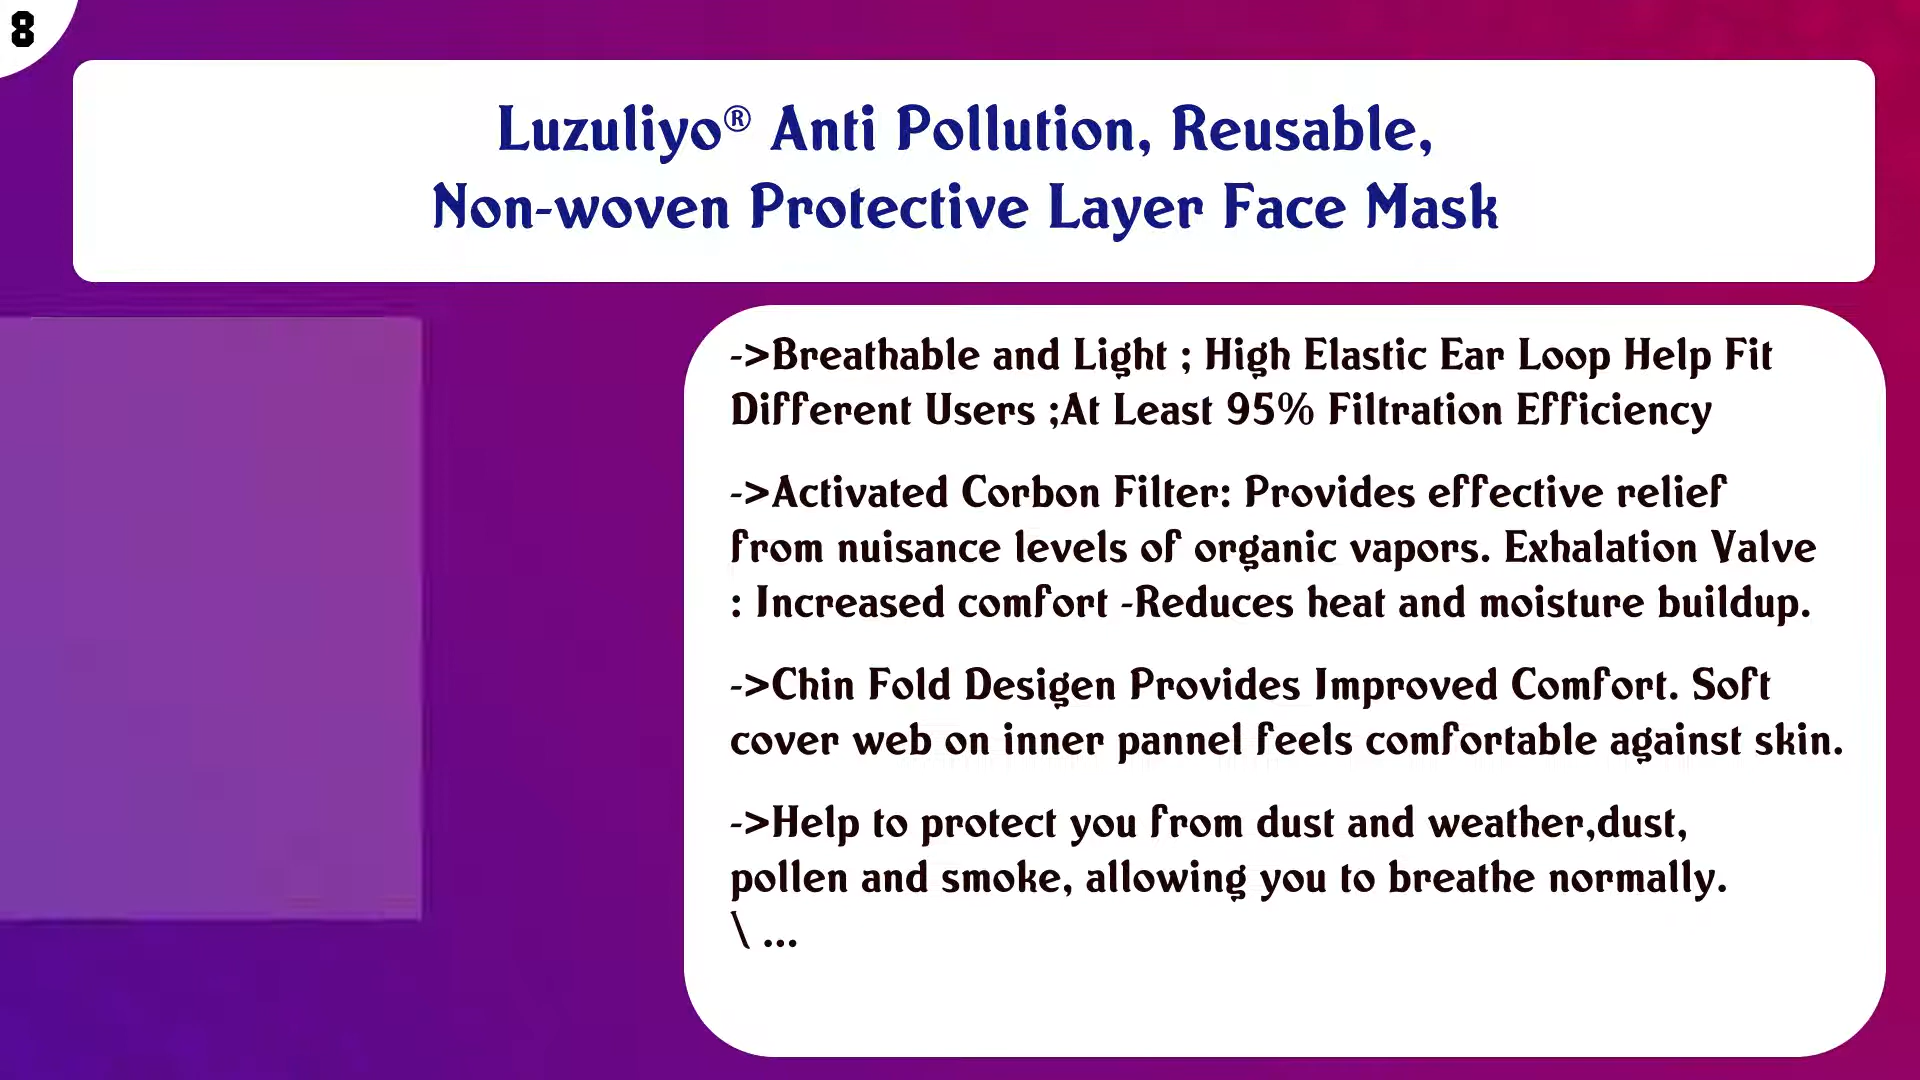 8
Luzuliyo® Anti Pollution, Reusable,
Non-woven Protective Layer Face Mask
->Breathable and Light ; High Elastic Ear Loop Help Fit
Different Users ;At Least 95% Filtration Efficiency
->Activated Corbon Filter: Provides effective relief
from nuisance levels of organic vapors. Exhalation Valve
: Increased comfort -Reduces heat and moisture buildup.
->Chin Fold Desigen Provides Improved Comfort. Soft
cover web on inner pannel feels comfortable against skin.
->Help to protect you from dust and weather,dust,
pollen and smoke, allowing you to breathe normally.
\ ...